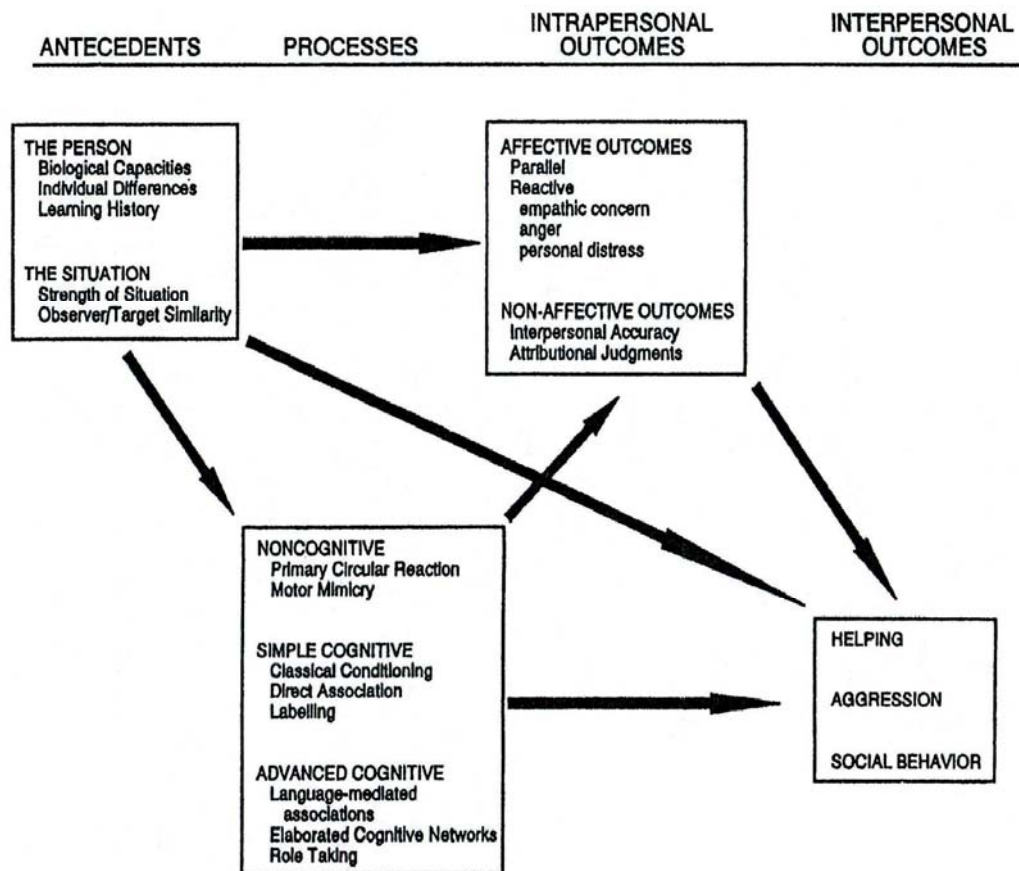 ANTECEDENTS
PROCESSES
INTRAPERSONAL
OUTCOMES
INTERPERSONAL
OUTCOMES
THE PERSON
Biological Capacities
Individual Differences
Learning History
THE SITUATION
Strength of Situation
Observer/Target Similarity
AFFECTIVE OUTCOMES
Parallel
Reactive
empathic concern
anger
personal distress
NON-AFFECTIVE OUTCOMES
Interpersonal Accuracy
Attributional Judgments
NONCOGNITIVE
Primary Circular Reaction
Motor Mimicry
SIMPLE COGNITIVE
Classical Conditioning
Direct Association
Labelling
ADVANCED COGNITIVE
Language-mediated
associations
Elaborated Cognitive Networks
Role Taking
HELPING
AGGRESSION
SOCIAL BEHAVIOR